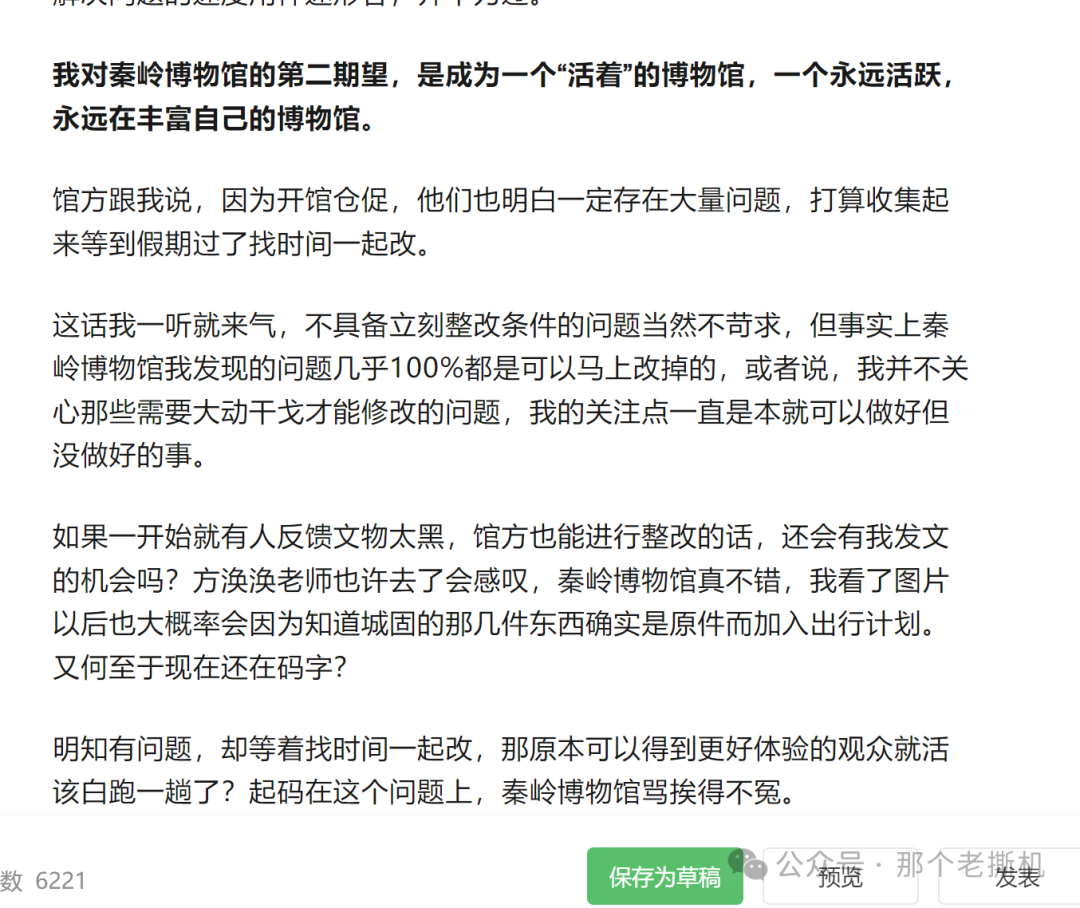 解决问题的速度用神速形容，并不为过。
我对秦岭博物馆的第二期望，是成为一个“活着”的博物馆，一个永远活跃，
永远在丰富自己的博物馆。
馆方跟我说，因为开馆仓促，他们也明白一定存在大量问题，打算收集起
来等到假期过了找时间一起改。
这话我一听就来气，不具备立刻整改条件的问题当然不苛求，但事实上秦
岭博物馆我发现的问题几乎100%都是可以马上改掉的，或者说，我并不关
心那些需要大动干戈才能修改的问题，我的关注点一直是本就可以做好但
没做好的事。
如果一开始就有人反馈文物太黑，馆方也能进行整改的话，还会有我发文
的机会吗？方涣涣老师也许去了会感叹，秦岭博物馆真不错，我看了图片
以后也大概率会因为知道城固的那几件东西确实是原件而加入出行计划。
又何至于现在还在码字？
明知有问题，却等着找时间一起改，那原本可以得到更好体验的观众就活
该白跑一趟了？起码在这个问题上，秦岭博物馆骂挨得不冤。
数 6221
保存为草稿
预览
发表
公众号 · 那个老撕机